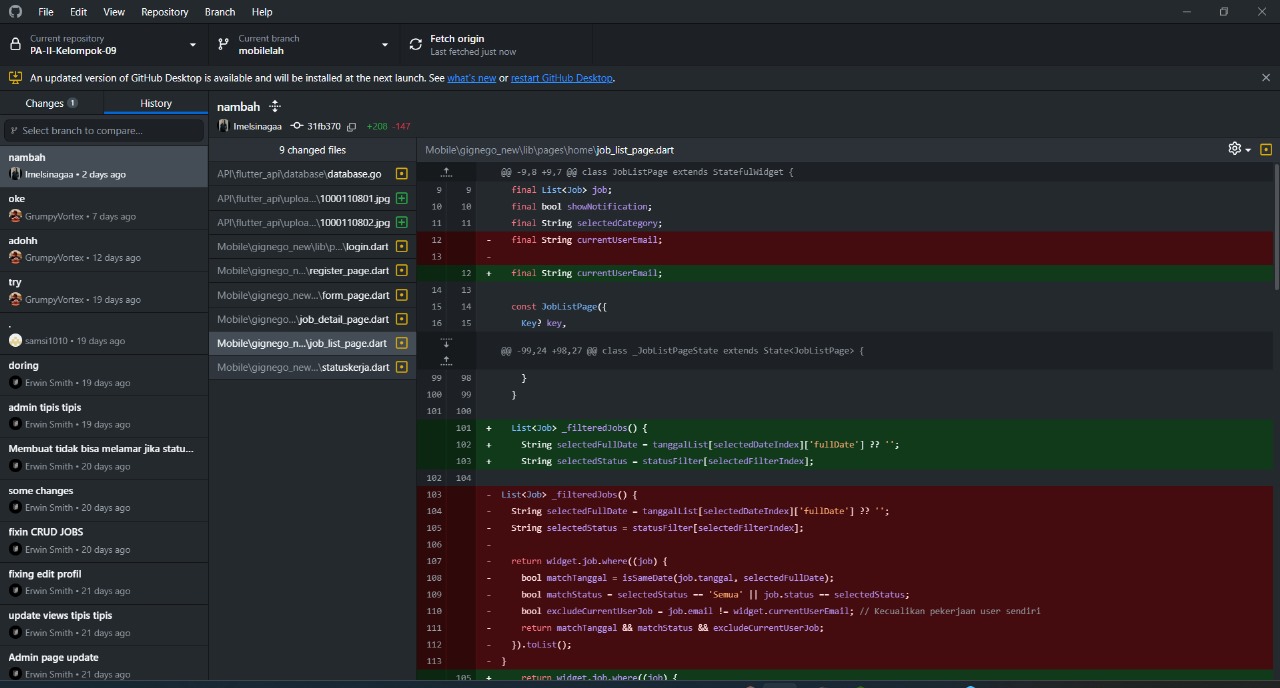 File Edit View Repository Branch Help
Current repository
PA-II-Kelompok-09
Current branch
mobilelah
Fetch origin
Last fetched just now
An updated version of GitHub Desktop is available and will be installed at the next launch. See what's new or restart GitHub Desktop.
Changes 1
History
Select branch to compare...
nambah
Imelsinagaa • 2 days ago
oke
GrumpyVortex • 7 days ago
adohh
GrumpyVortex • 12 days ago
try
GrumpyVortex • 19 days ago
.
samsi1010 • 19 days ago
doring
Erwin Smith • 19 days ago
admin tipis tipis
Erwin Smith • 19 days ago
Membuat tidak bisa melamar jika statu...
Erwin Smith • 20 days ago
some changes
Erwin Smith • 20 days ago
fixin CRUD JOBS
Erwin Smith • 20 days ago
fixing edit profil
Erwin Smith • 21 days ago
update views tipis tipis
Erwin Smith • 21 days ago
Admin page update
Erwin Smith • 21 days ago
nambah
Imelsinagaa 31fb370 +208 -147
9 changed files
API\flutter_api\database\database.go
API\flutter_api\uploa...\1000110801.jpg
API\flutter_api\uploa...\1000110802.jpg
Mobile\gignego_new\lib\p...\login.dart
Mobile\gignego_n...\register_page.dart
Mobile\gignego_new...\form_page.dart
Mobile\gignego...\job_detail_page.dart
Mobile\gignego_n...\job_list_page.dart
Mobile\gignego_new...\statuskerja.dart
Mobile\gignego_new\lib\pages\home\job_list_page.dart
@@ -9,8 +9,7 @@ class JobListPage extends StatefulWidget {
9 9 final List<Job> job;
10 10 final bool showNotification;
11 11 final String selectedCategory;
12 - final String currentUserEmail;
13 -
12 + final String currentUserEmail;
14 13
15 14 const JobListPage({
16 15 Key? key,
@@ -99,24 +98,27 @@ class _JobListPageState extends State<JobListPage> {
99 98 }
100 99 }
101 100
101 + List<Job> _filteredJobs() {
102 + String selectedFullDate = tanggalList[selectedDateIndex]['fullDate'] ?? '';
103 + String selectedStatus = statusFilter[selectedFilterIndex];
102 104
103 - List<Job> _filteredJobs() {
104 - String selectedFullDate = tanggalList[selectedDateIndex]['fullDate'] ?? '';
105 - String selectedStatus = statusFilter[selectedFilterIndex];
106 -
107 - return widget.job.where((job) {
108 - bool matchTanggal = isSameDate(job.tanggal, selectedFullDate);
109 - bool matchStatus = selectedStatus == 'Semua' || job.status == selectedStatus;
110 - bool excludeCurrentUserJob = job.email != widget.currentUserEmail; // Kecualikan pekerjaan user sendiri
111 - return matchTanggal && matchStatus && excludeCurrentUserJob;
112 - }).toList();
113 - }
105 + return widget.job.where((job) {